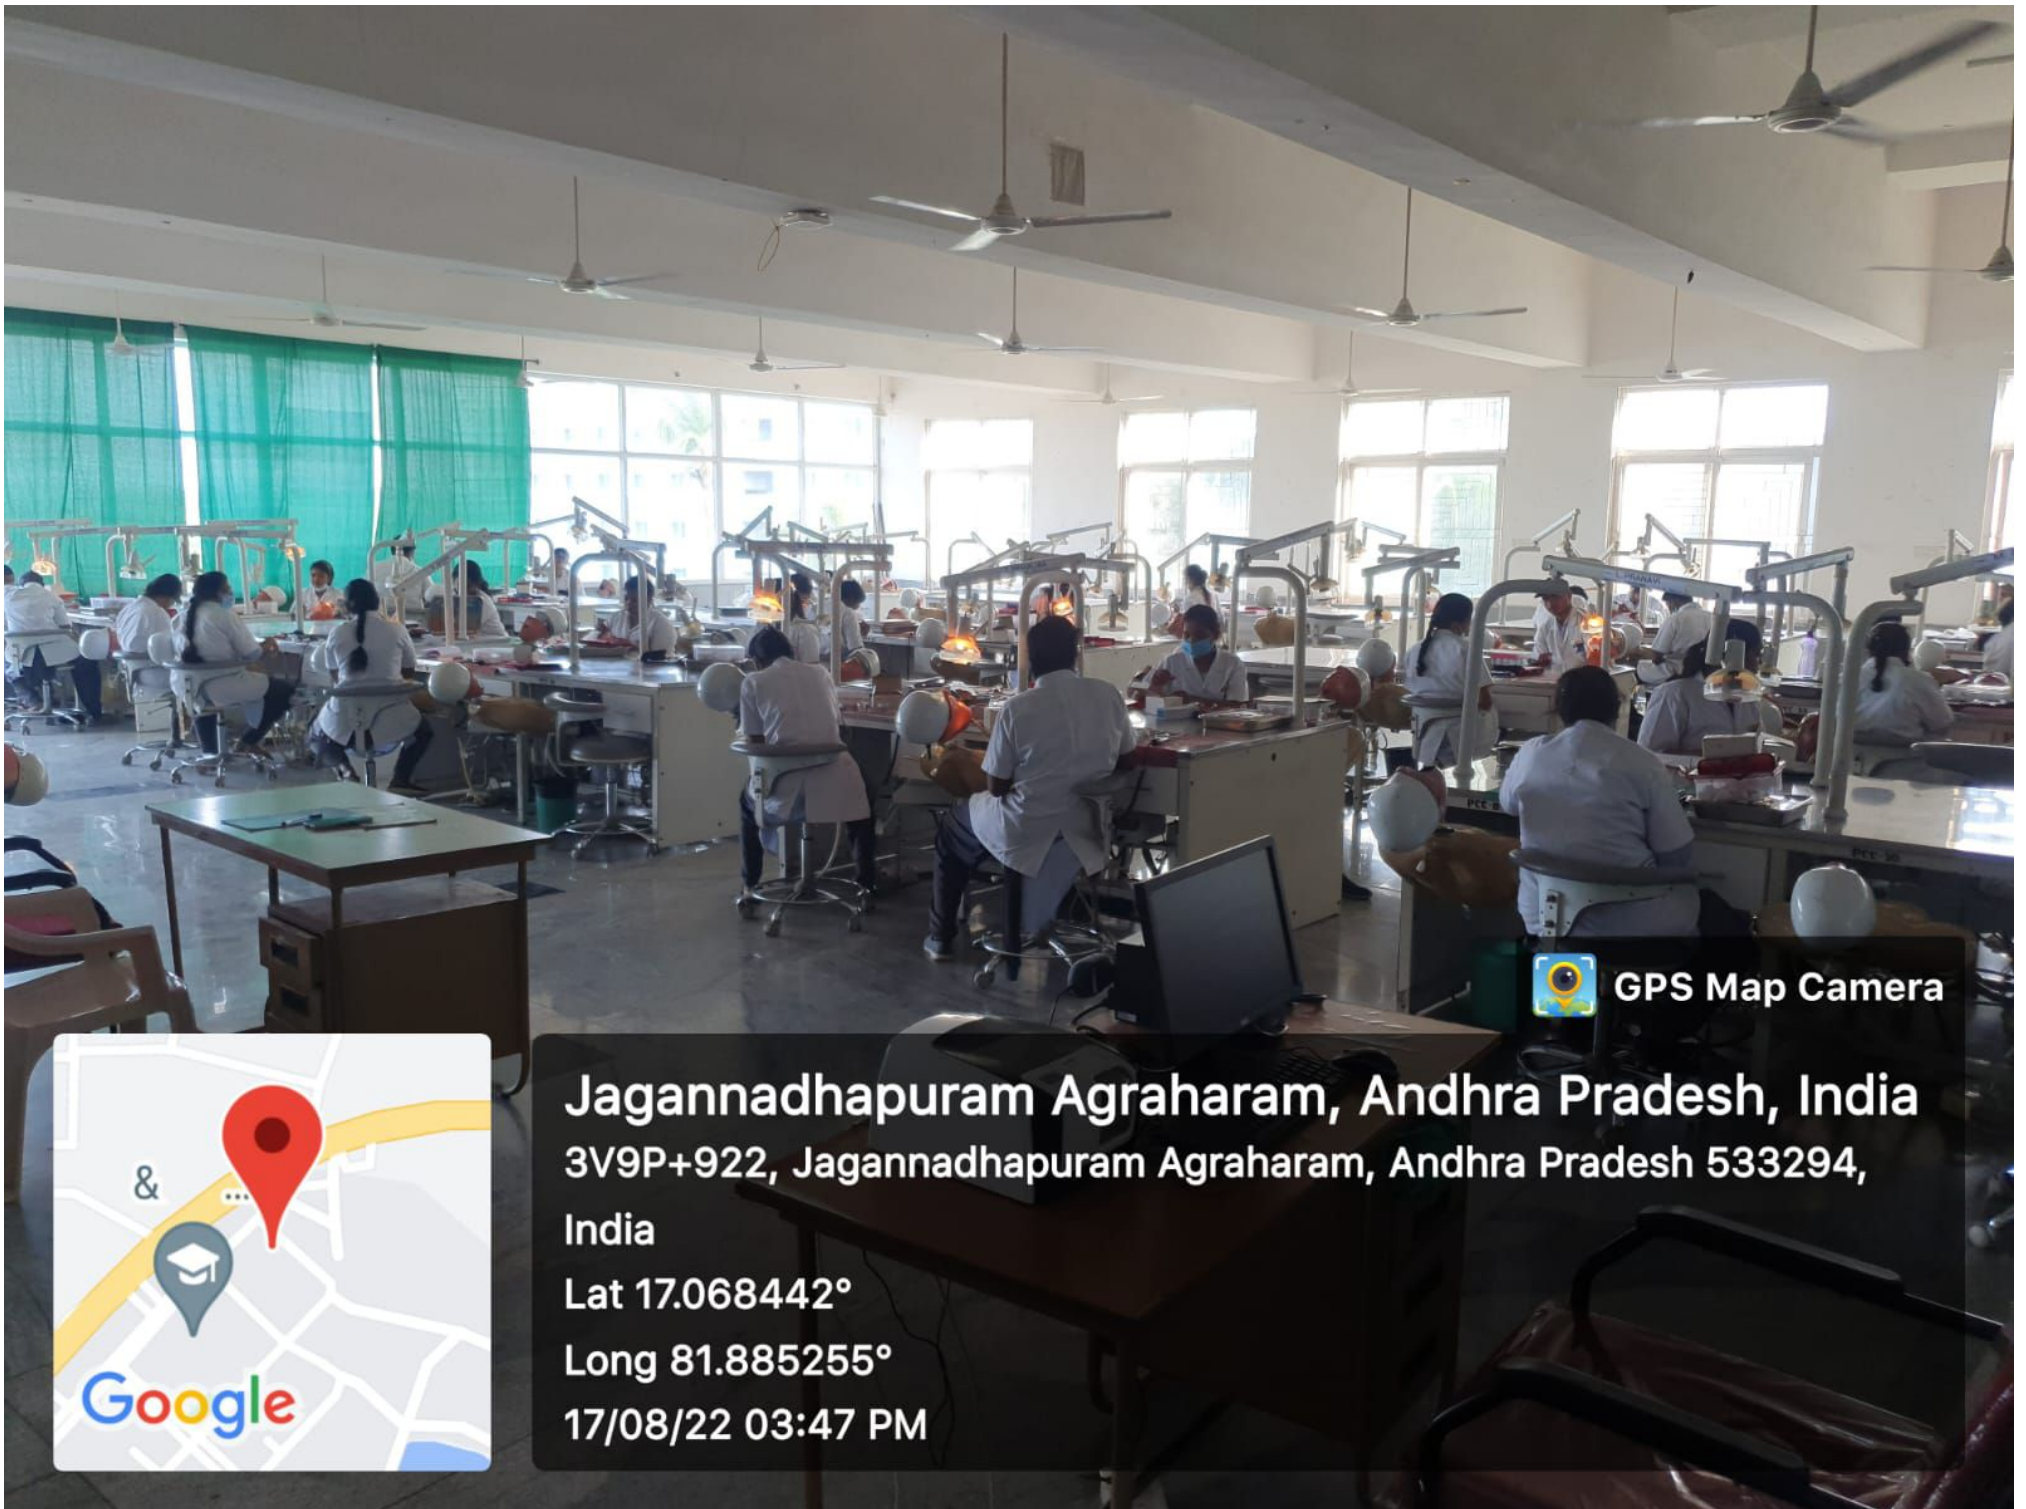 GPS Map Camera
Jagannadhapuram Agraharam, Andhra Pradesh, India
3V9P+922, Jagannadhapuram Agraharam, Andhra Pradesh 533294,
India
Lat 17.068442°
Long 81.885255°
17/08/22 03:47 PM
&
...
Google